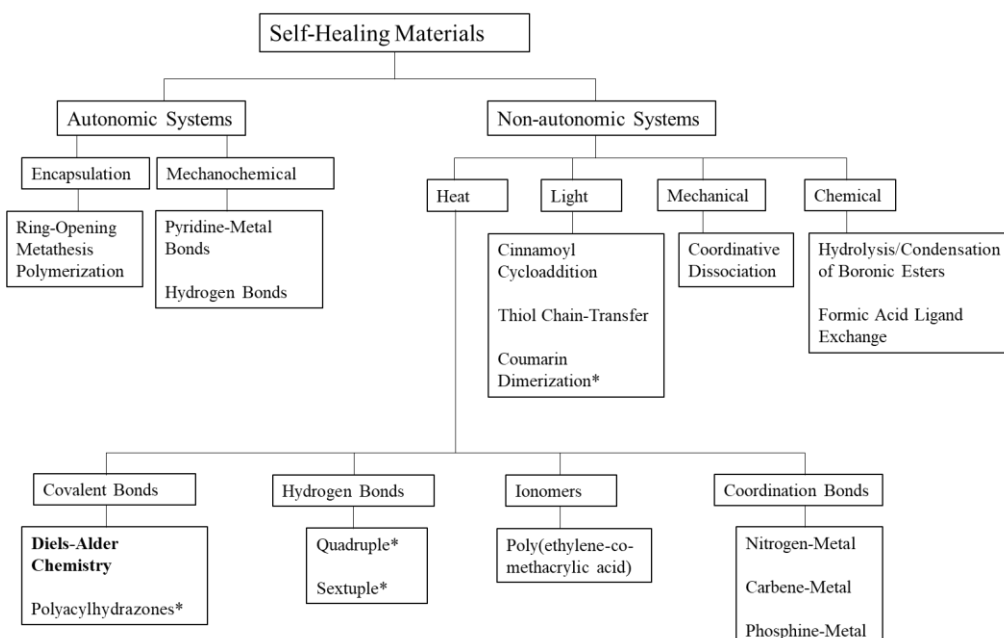 Self-Healing Materials
Autonomic Systems
Non-autonomic Systems
Encapsulation
Mechanochemical
Heat
Light
Mechanical
Chemical
Ring-Opening
Metathesis
Polymerization
Pyridine-Metal
Bonds
Hydrogen Bonds
Cinnamoyl
Cycloaddition
Thiol Chain-Transfer
Coumarin
Dimerization*
Coordinative
Dissociation
Hydrolysis/Condensation
of Boronic Esters
Formic Acid Ligand
Exchange
Covalent Bonds
Hydrogen Bonds
Ionomers
Coordination Bonds
Diels-Alder
Chemistry
Polyacylhydrazones*
Quadruple*
Sextuple*
Poly(ethylene-co-
methacrylic acid)
Nitrogen-Metal
Carbene-Metal
Phosphine-Metal